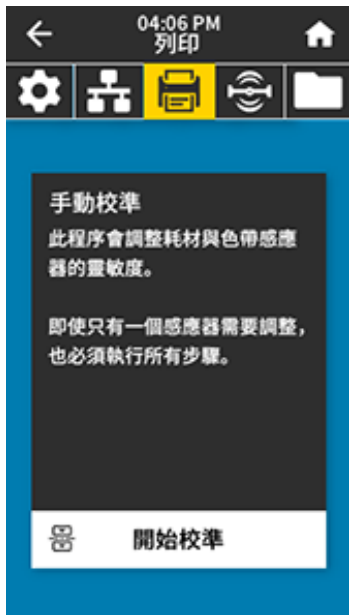 04:06 PM
列印
手動校準
此程序會調整耗材與色帶感應
器的靈敏度。
即使只有一個感應器需要調整，
也必須執行所有步驟。
開始校準